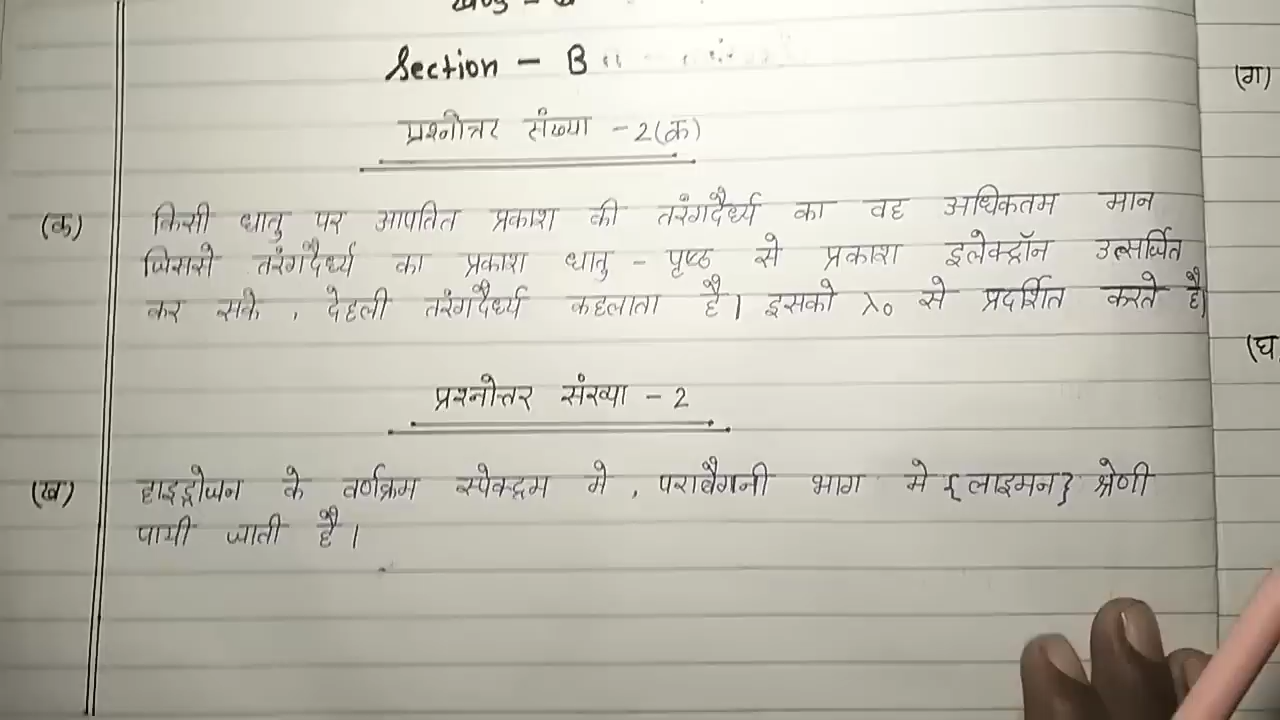 Section - B
प्रश्नोत्तर संख्या - 2(क)
(क) किसी धातु पर आपतित प्रकाश की तरंगदैर्ध्य का वह अधिकतम मान
जिससे तरंगदैर्ध्य का प्रकाश धातु - पृष्ठ से प्रकाश इलेक्ट्रॉन उत्सर्जित
कर सके , देहली तरंगदैर्ध्य कहलाता है । इसको λ₀ से प्रदर्शित करते है।
प्रश्नोत्तर संख्या - 2
(ख) हाइड्रोजन के वर्णक्रम स्पेक्ट्रम मे , परावैगनी भाग मे {लाइमन} श्रेणी
पायी जाती है ।
(ग)
(घ